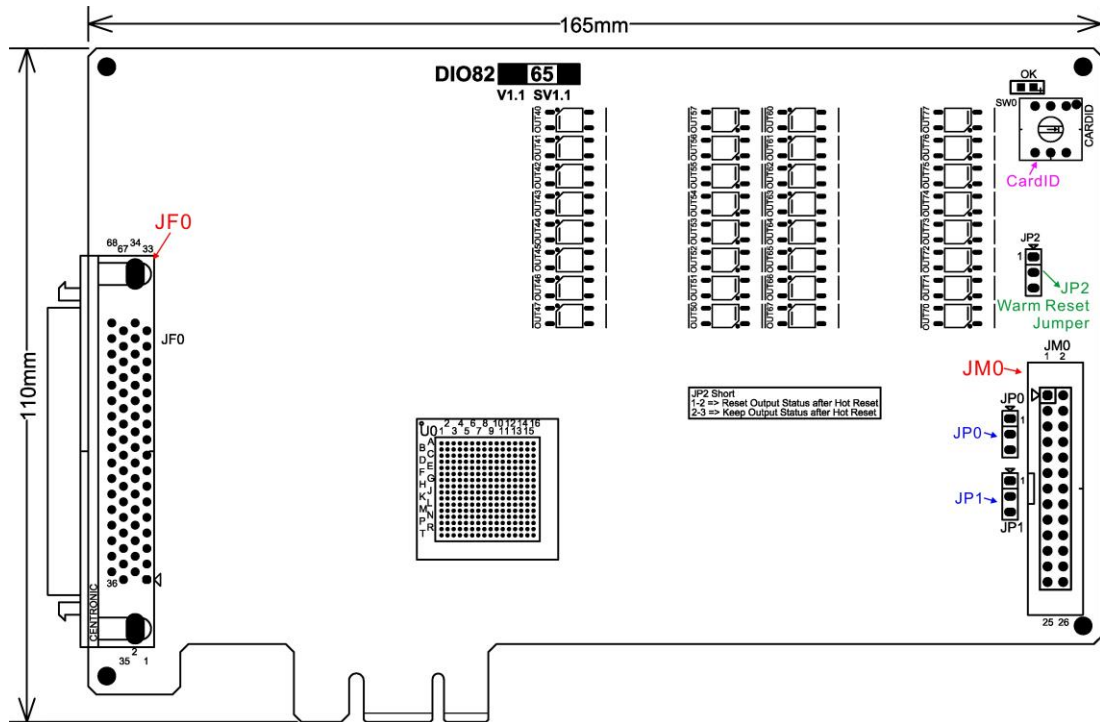 165mm
110mm
DIO82 65
V1.1 SV1.1
OK
+
SW0
CARDID
CardID
OUT40
OUT41
OUT42
OUT43
OUT44
OUT45
OUT46
OUT47
OUT57
OUT56
OUT55
OUT54
OUT53
OUT52
OUT51
OUT50
OUT60
OUT61
OUT62
OUT63
OUT64
OUT65
OUT66
OUT67
OUT77
OUT76
OUT75
OUT74
OUT73
OUT72
OUT71
OUT70
JF0
68 67 34 33
JF0
36
CENTRONIC
35 2 1
JP2
1
JP2
Warm Reset
Jumper
JM0
1 2
JM0
JP0
1
JP0
1
JP1
JP1
25 26
JP2 Short
1-2 => Reset Output Status after Hot Reset
2-3 => Keep Output Status after Hot Reset
U0
2 4 6 8 10 12 14 16
1 3 5 7 9 11 13 15
A
B
C
D
E
F
G
H
J
K
L
M
N
P
R
T